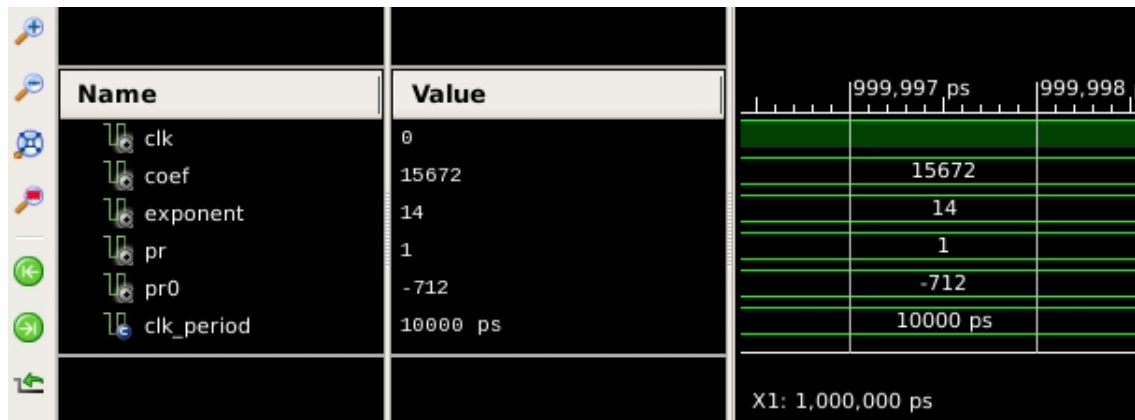 Name Value 999,997 ps 999,998
clk 0
coef 15672 15672
exponent 14 14
pr 1 1
pr0 -712 -712
clk_period 10000 ps 10000 ps
X1: 1,000,000 ps